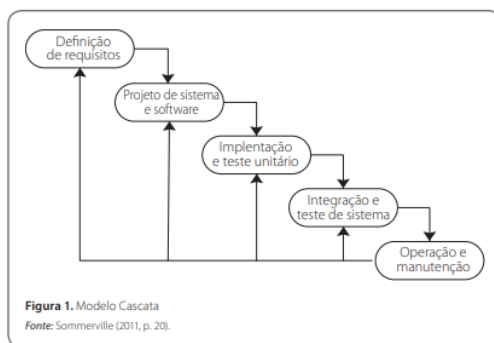 Definição
de requisitos
Projeto de sistema
e software
Implentação
e teste unitário
Integração e
teste de sistema
Operação e
manutenção
Figura 1. Modelo Cascata
Fonte: Sommerville (2011, p. 20).